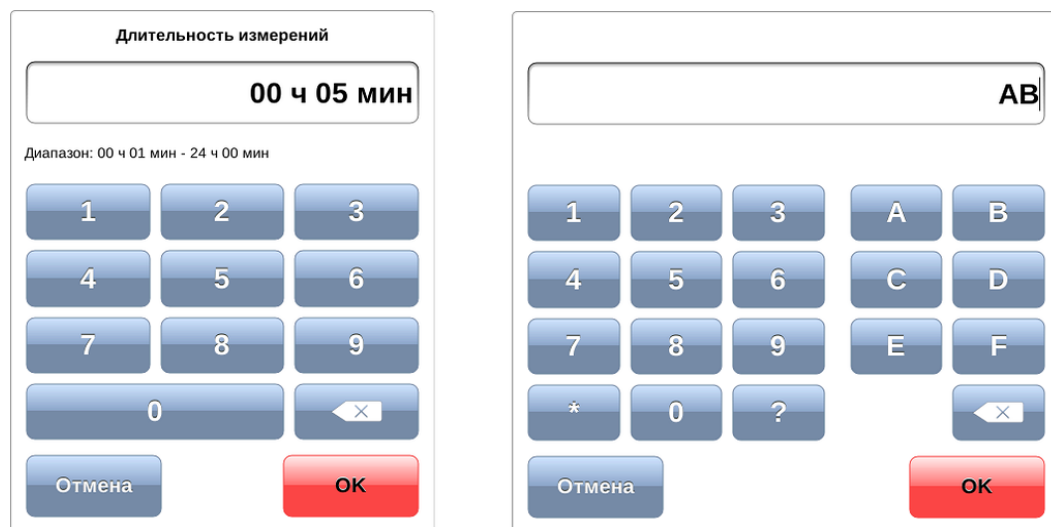 Длительность измерений
00 ч 05 мин
Диапазон: 00 ч 01 мин - 24 ч 00 мин
1 2 3
4 5 6
7 8 9
0
Отмена OK
AB
1 2 3 A B
4 5 6 C D
7 8 9 E F
* 0 ?
Отмена OK